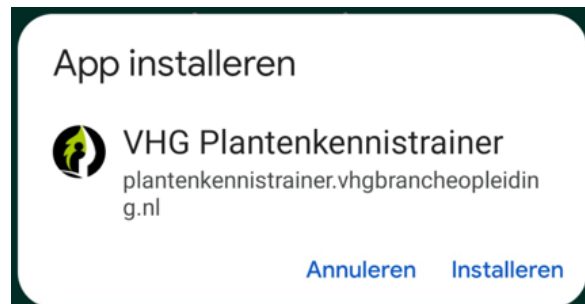 App installeren
VHG Plantenkennistrainer
plantenkennistrainer.vhgbrancheopleidin
g.nl
Annuleren Installeren